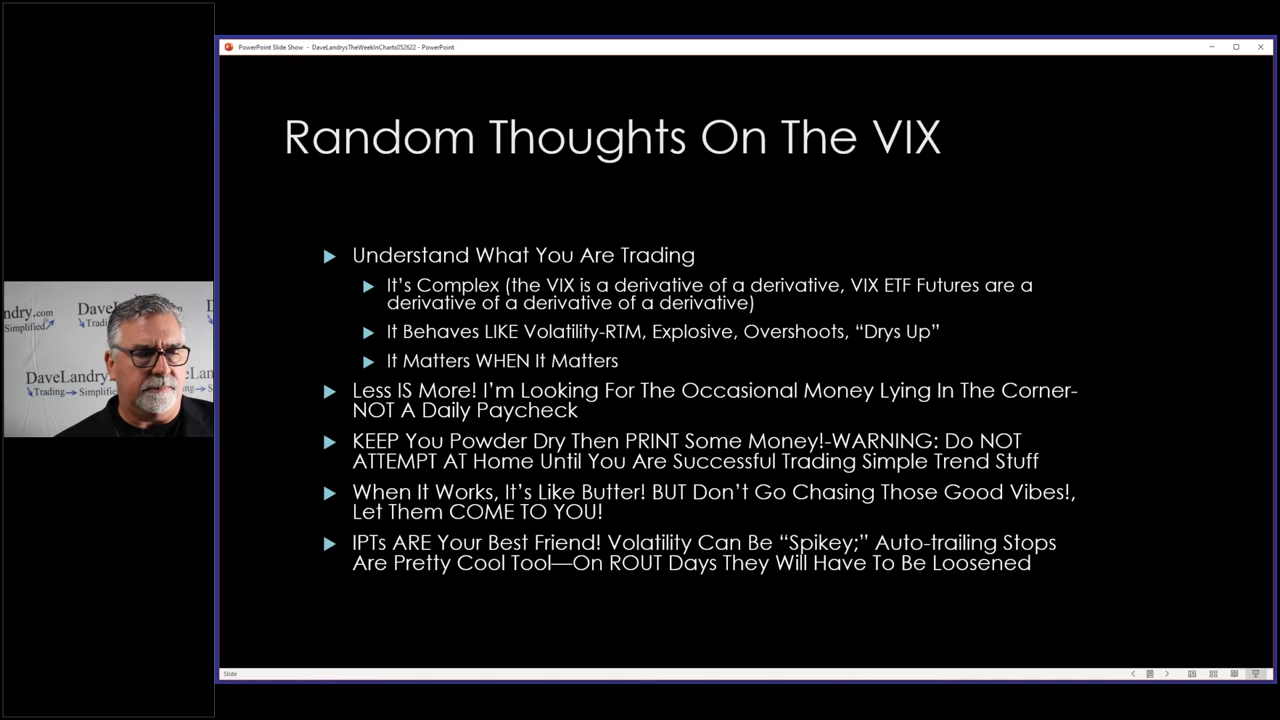 PowerPoint Slide Show - DaveLandrysTheWeekInCharts052622 - PowerPoint
Random Thoughts On The VIX
Understand What You Are Trading
It's Complex (the VIX is a derivative of a derivative, VIX ETF Futures are a
derivative of a derivative of a derivative)
It Behaves LIKE Volatility-RTM, Explosive, Overshoots, “Drys Up”
It Matters WHEN It Matters
Less IS More! I'm Looking For The Occasional Money Lying In The Corner-
NOT A Daily Paycheck
KEEP You Powder Dry Then PRINT Some Money!-WARNING: Do NOT
ATTEMPT AT Home Until You Are Successful Trading Simple Trend Stuff
When It Works, It's Like Butter! BUT Don't Go Chasing Those Good Vibes!,
Let Them COME TO YOU!
IPTs ARE Your Best Friend! Volatility Can Be “Spikey;” Auto-trailing Stops
Are Pretty Cool Tool—On ROUT Days They Will Have To Be Loosened
ndry.com
Simplified
DaveLandry
Tradi
DaveLandry
Trading
Simplifie
Landry.
Simplified
Slide